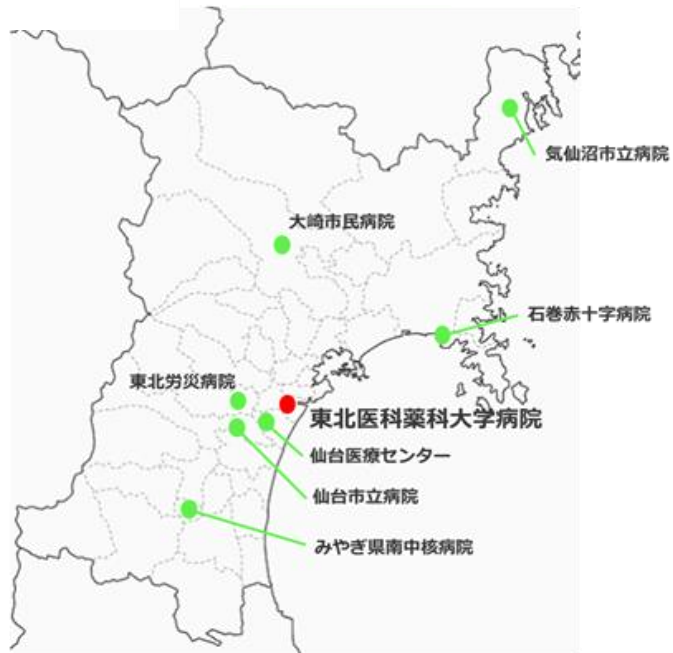 気仙沼市立病院
大崎市民病院
石巻赤十字病院
東北労災病院
東北医科薬科大学病院
仙台医療センター
仙台市立病院
みやぎ県南中核病院